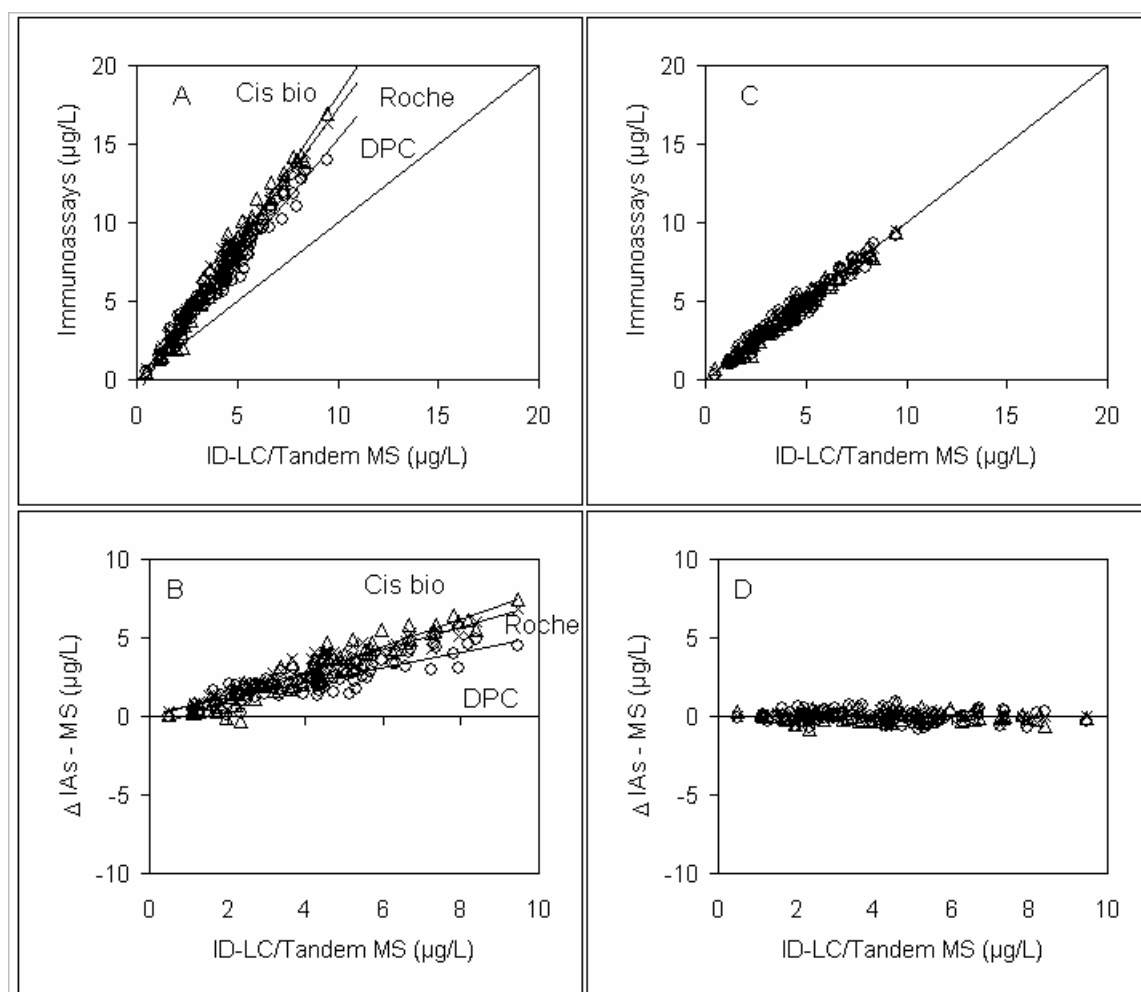 A
Cis bio
Roche
DPC
Immunoassays (µg/L)
20
15
10
5
0
0 5 10 15 20
ID-LC/Tandem MS (µg/L)
C
Immunoassays (µg/L)
20
15
10
5
0
0 5 10 15 20
ID-LC/Tandem MS (µg/L)
B
Cis bio
Roche
DPC
Δ IAs - MS (µg/L)
10
5
0
-5
-10
0 2 4 6 8 10
ID-LC/Tandem MS (µg/L)
D
Δ IAs - MS (µg/L)
10
5
0
-5
-10
0 2 4 6 8 10
ID-LC/Tandem MS (µg/L)